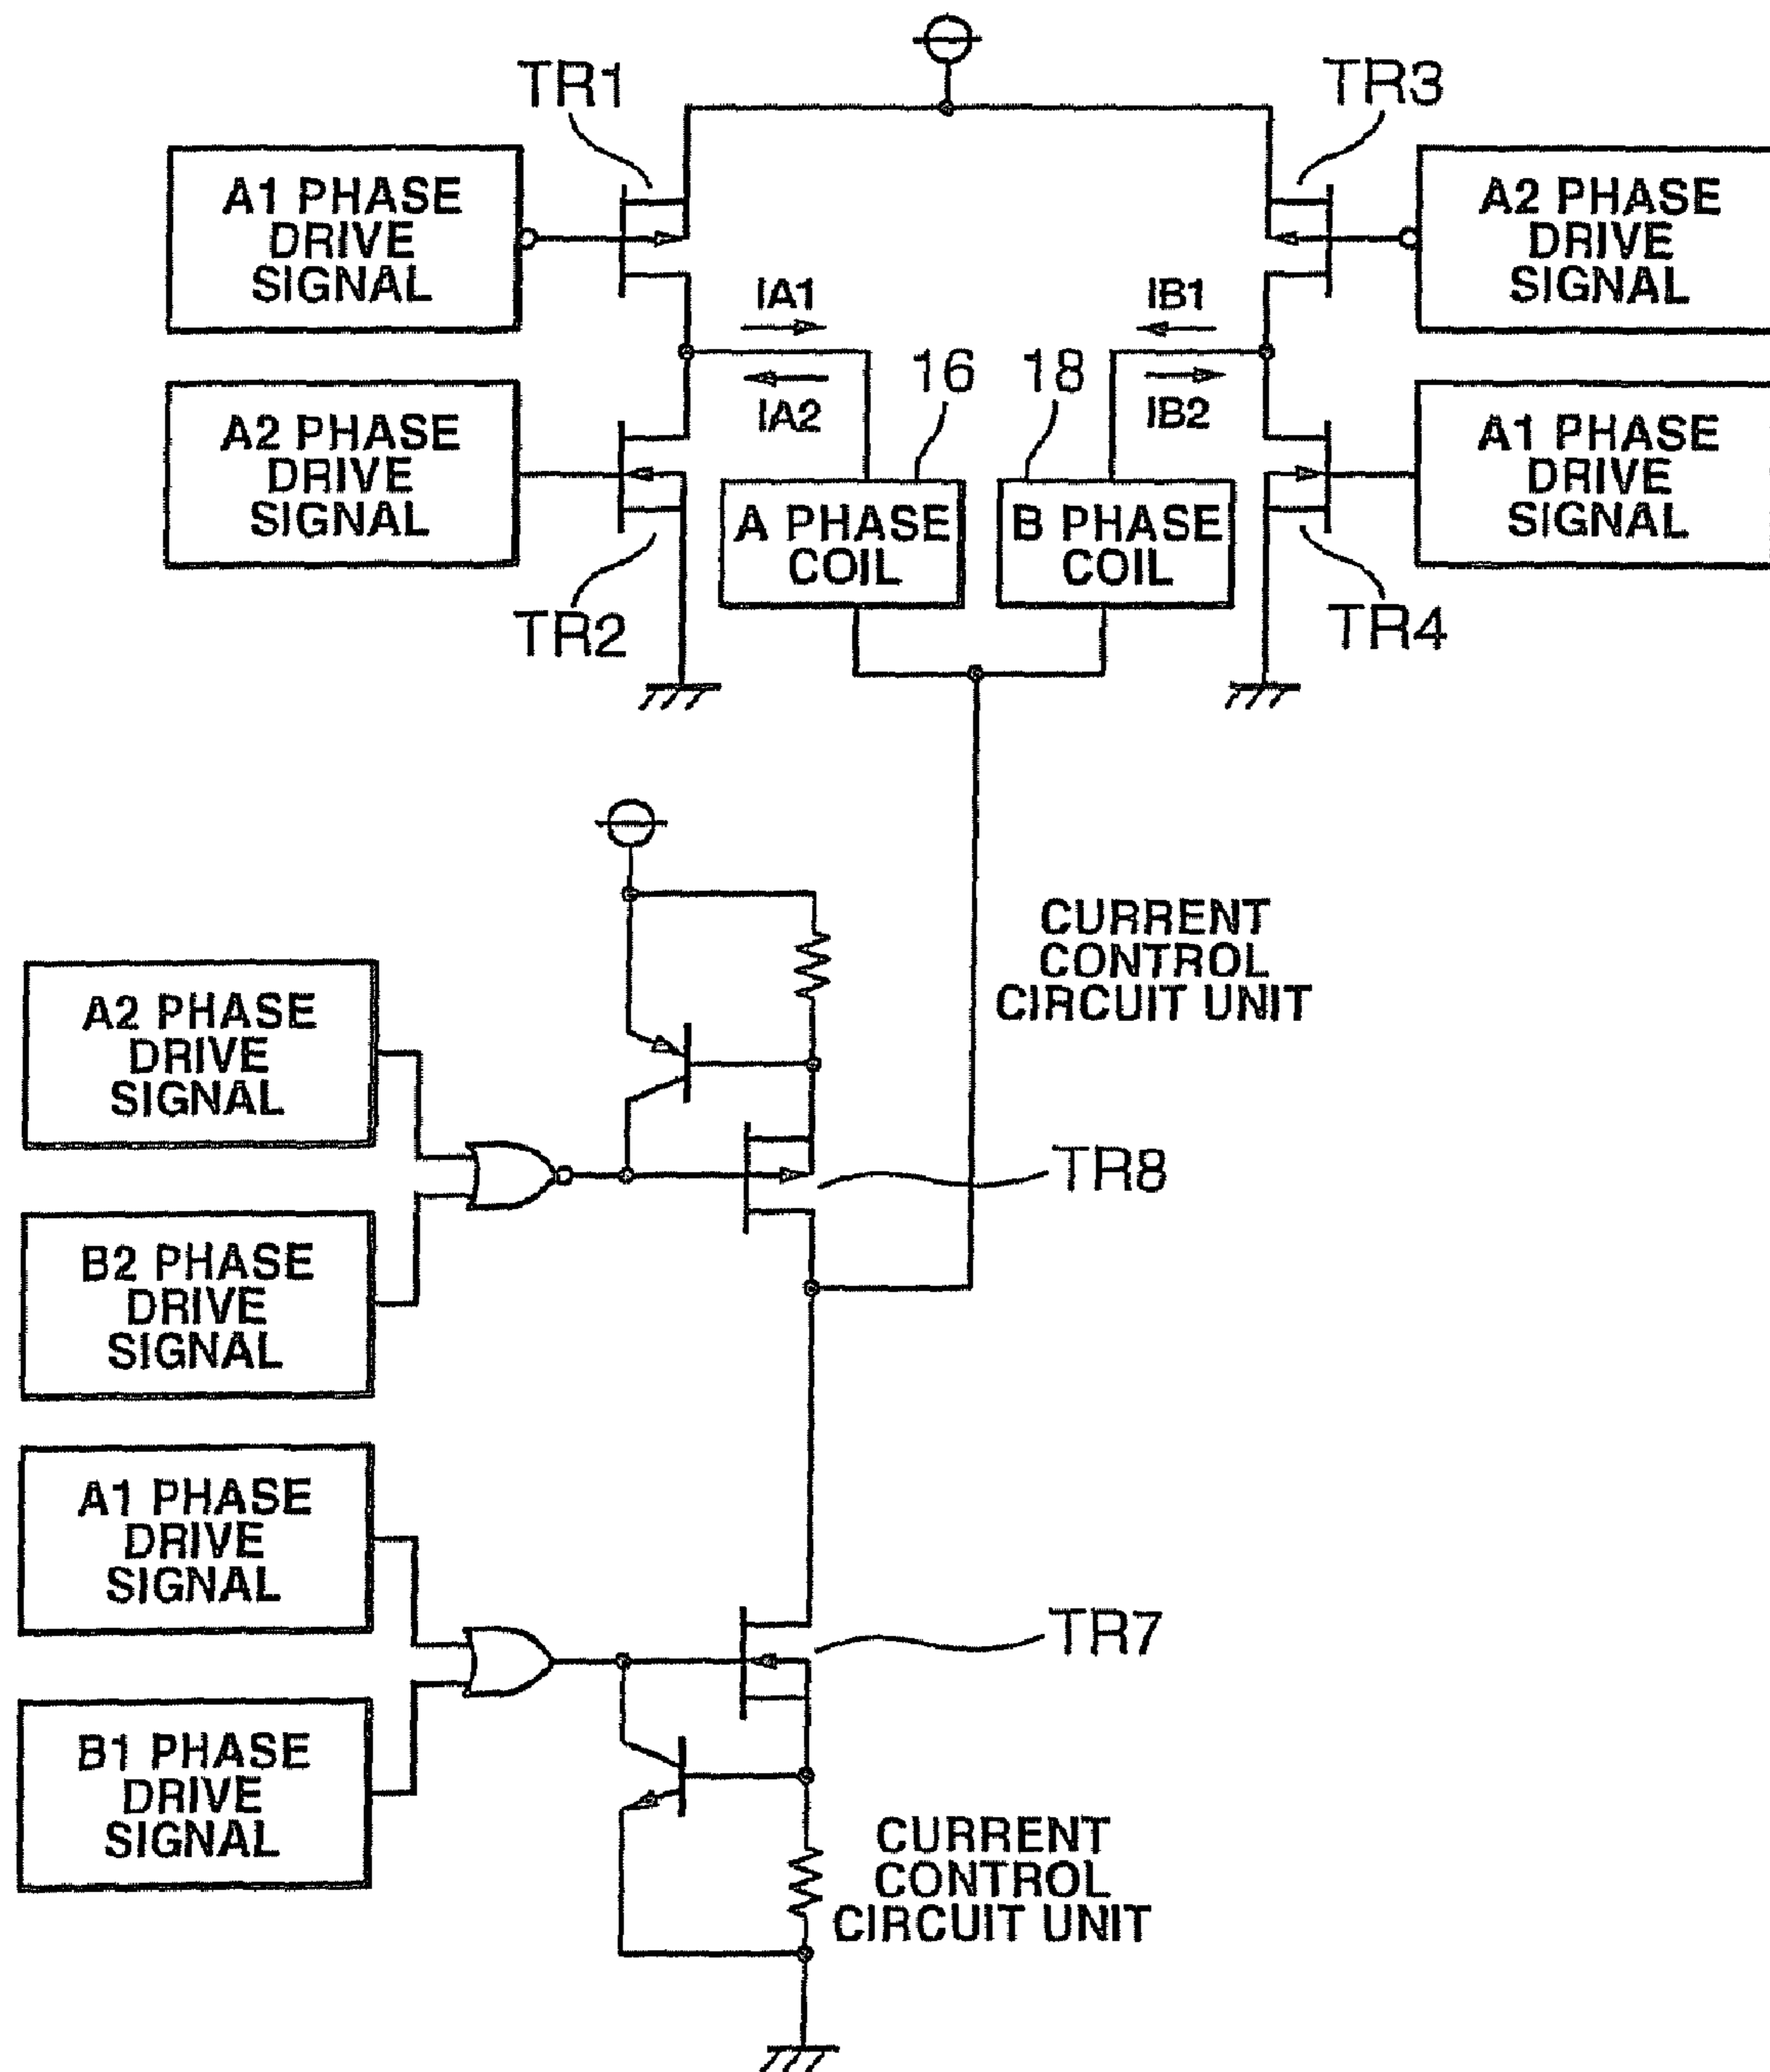 TR1
TR3
A1 PHASE
DRIVE
SIGNAL
A2 PHASE
DRIVE
SIGNAL
IA1
IB1
A2 PHASE
DRIVE
SIGNAL
IA2
16
18
IB2
A1 PHASE
DRIVE
SIGNAL
A PHASE
COIL
B PHASE
COIL
TR2
TR4
CURRENT
CONTROL
CIRCUIT UNIT
A2 PHASE
DRIVE
SIGNAL
TR8
B2 PHASE
DRIVE
SIGNAL
A1 PHASE
DRIVE
SIGNAL
TR7
B1 PHASE
DRIVE
SIGNAL
CURRENT
CONTROL
CIRCUIT UNIT